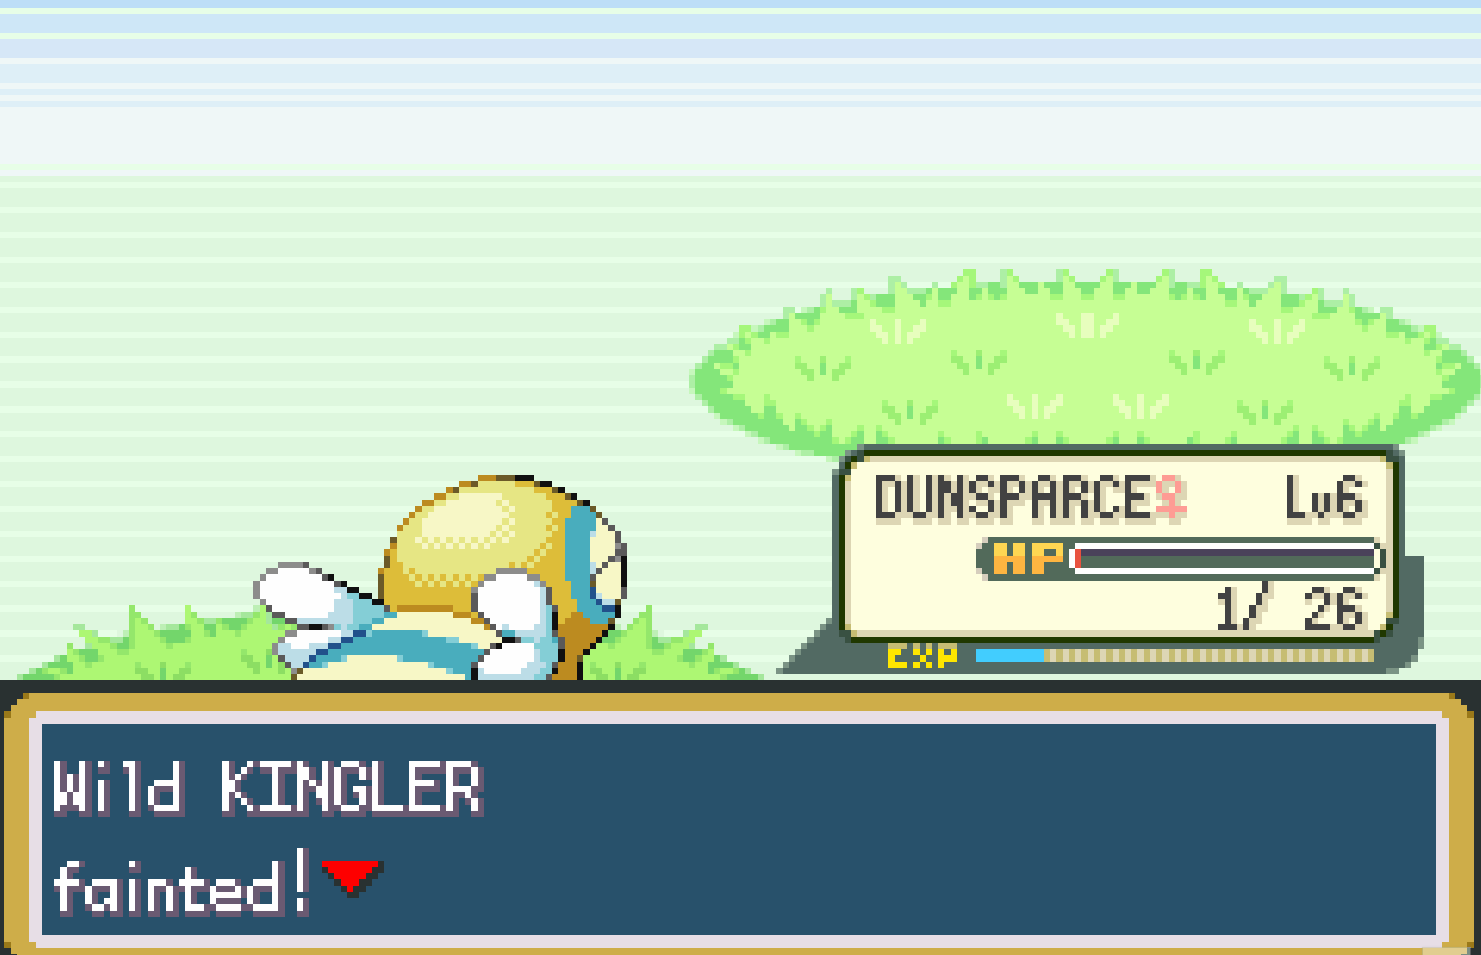 DUNSPARCE♀ Lv6
HP
1/ 26
EXP
Wild KINGLER
fainted!